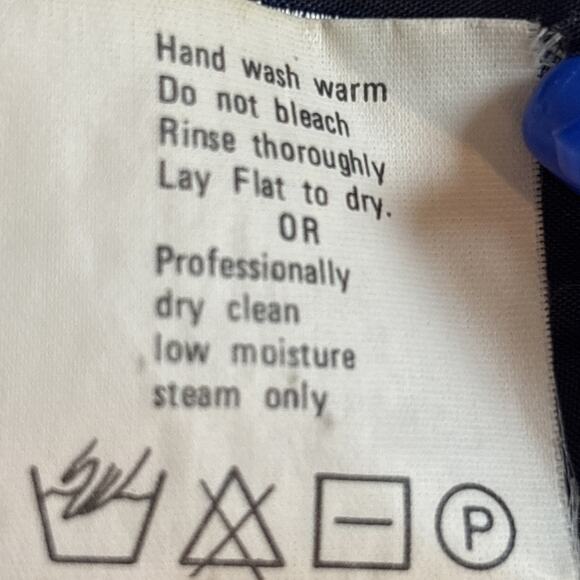 Hand wash warm
Do not bleach
Rinse thoroughly
Lay Flat to dry.
OR
Professionally
dry clean
low moisture
steam only
P